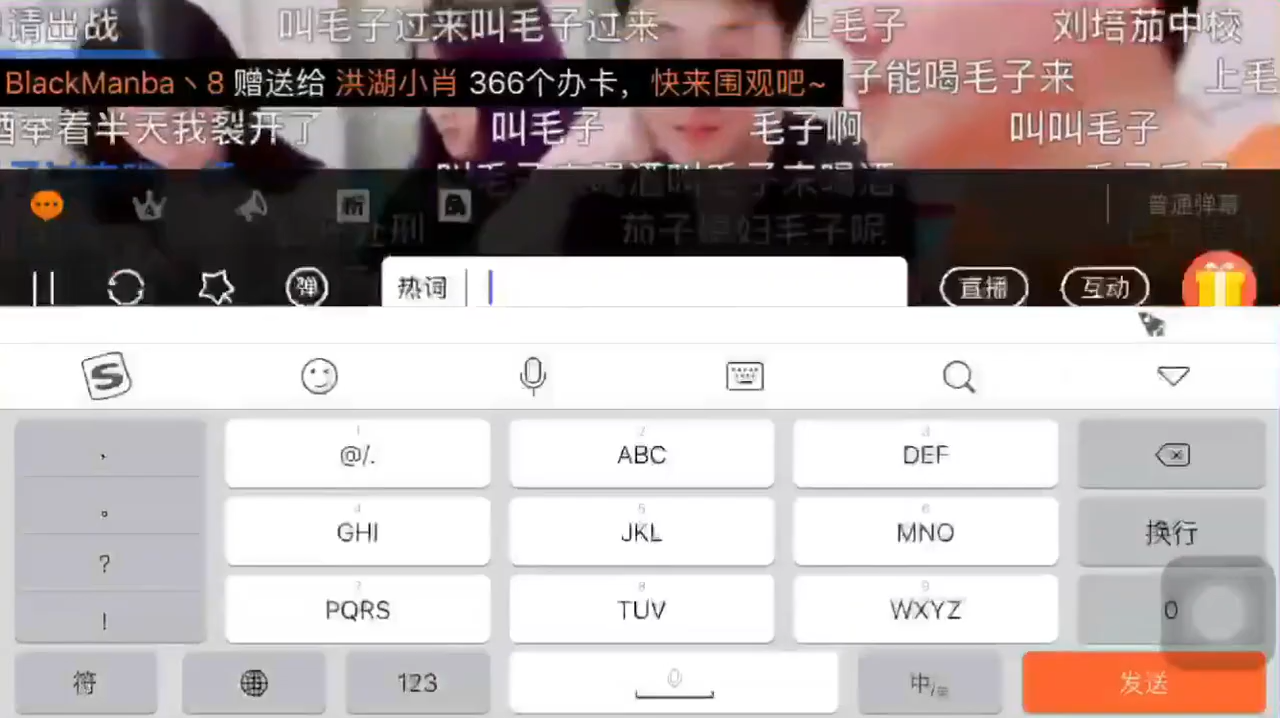 请出战 叫毛子过来叫毛子过来 上毛子 刘培茄中校
BlackManba丶8 赠送给 洪湖小肖 366个办卡，快来围观吧~ 子能喝毛子来 上毛
酒举着半天我裂开了 叫毛子 毛子啊 叫叫毛子
普通弹幕
茄子媳妇毛子呢
弹 热词 直播 互动
S
1 2 3
, @/. ABC DEF
4 5 6
。 GHI JKL MNO 换行
?
7 8 9
! PQRS TUV WXYZ 0
符 123 中/英 发送